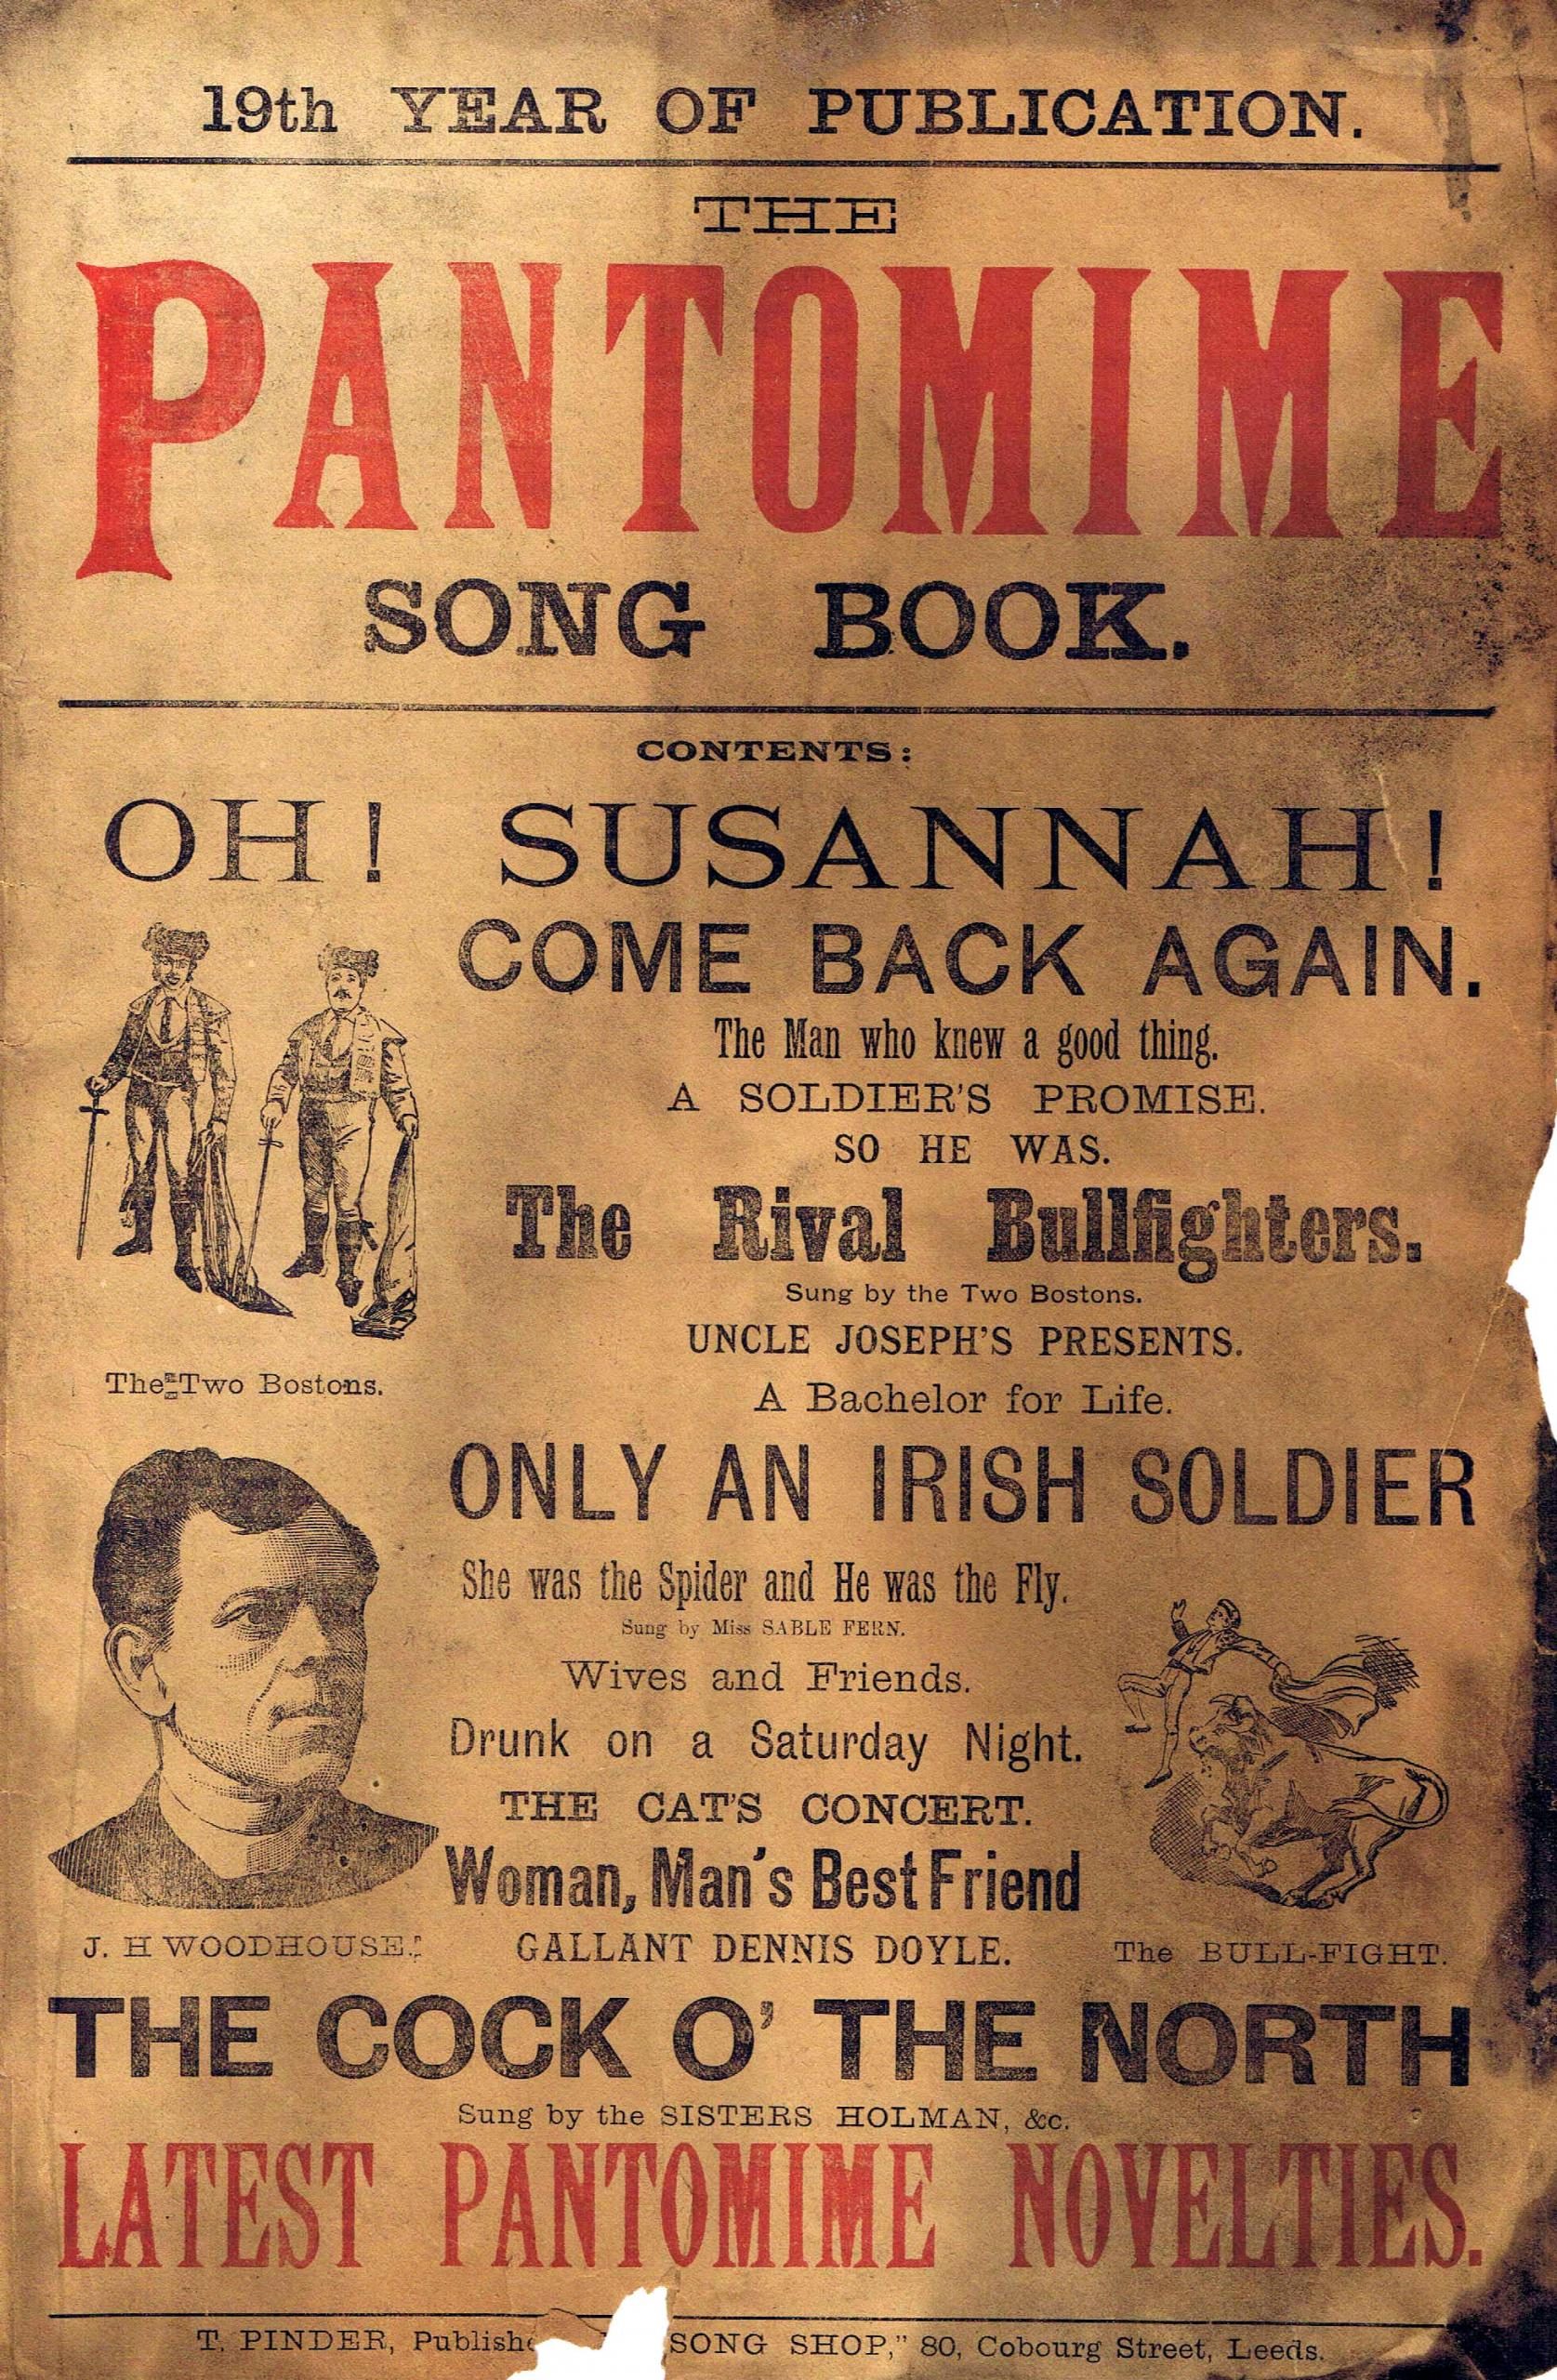 19th YEAR OF PUBLICATION.
THE
PANTOMIME
SONG BOOK.
CONTENTS:
OH! SUSANNAH!
COME BACK AGAIN.
The Man who knew a good thing.
A SOLDIER'S PROMISE.
SO HE WAS.
The Rival Bullfighters.
Sung by the Two Bostons.
UNCLE JOSEPH'S PRESENTS.
The Two Bostons.
A Bachelor for Life.
ONLY AN IRISH SOLDIER
She was the Spider and He was the Fly.
Sung by Miss SABLE FERN.
Wives and Friends.
Drunk on a Saturday Night.
THE CAT'S CONCERT.
Woman, Man's Best Friend
J. H WOODHOUSE.
GALLANT DENNIS DOYLE.
The BULL-FIGHT.
THE COCK O' THE NORTH
Sung by the SISTERS HOLMAN, &c.
LATEST PANTOMIME NOVELTIES.
T. PINDER, SONG SHOP," 80, Cobourg Street, Leeds.